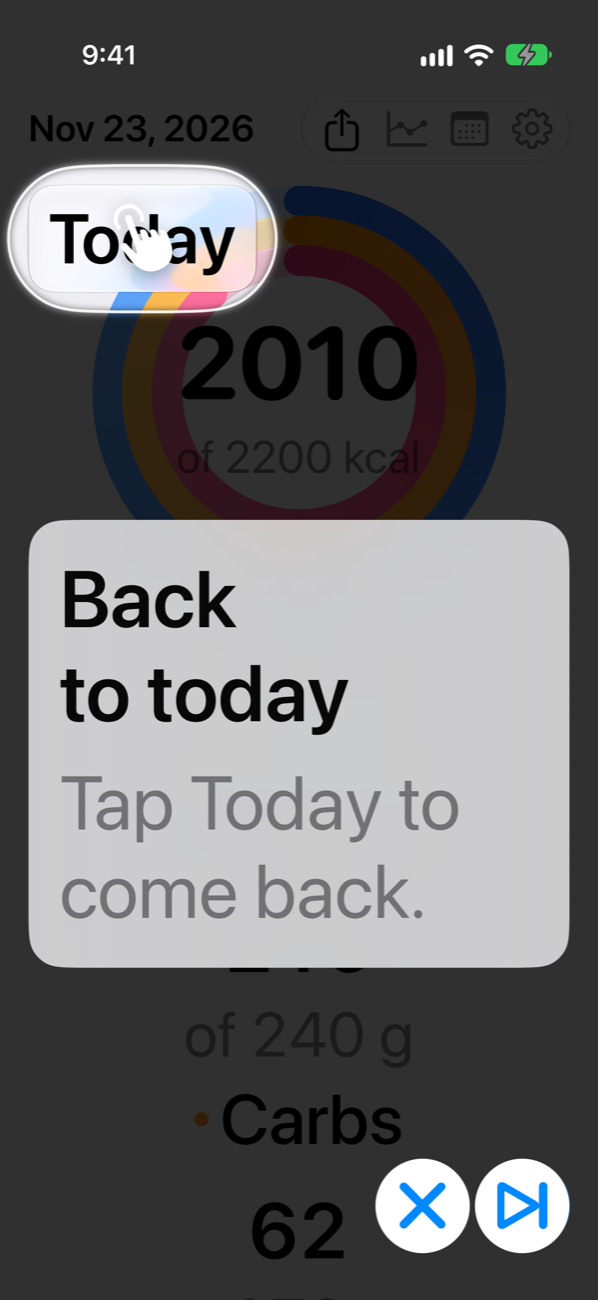 9:41
Nov 23, 2026
Today
2010
of 2200 kcal
Back
to today
Tap Today to
come back.
of 240 g
Carbs
62